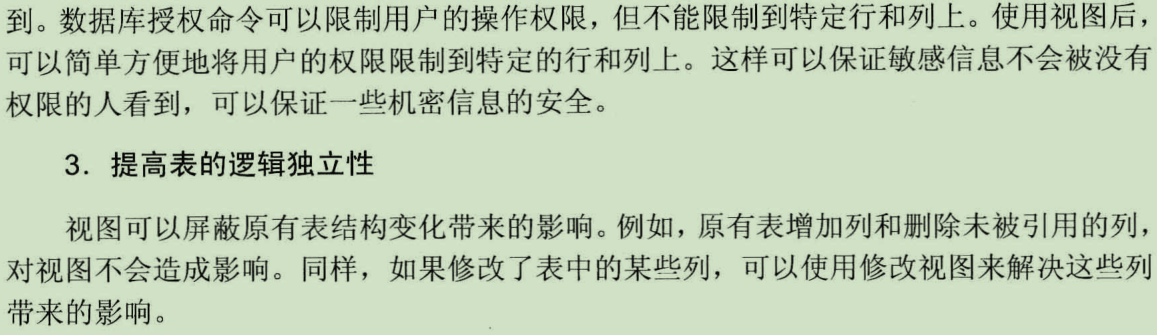 到。数据库授权命令可以限制用户的操作权限，但不能限制到特定行和列上。使用视图后，
可以简单方便地将用户的权限限制到特定的行和列上。这样可以保证敏感信息不会被没有
权限的人看到，可以保证一些机密信息的安全。
3．提高表的逻辑独立性
视图可以屏蔽原有表结构变化带来的影响。例如，原有表增加列和删除未被引用的列，
对视图不会造成影响。同样，如果修改了表中的某些列，可以使用修改视图来解决这些列
带来的影响。